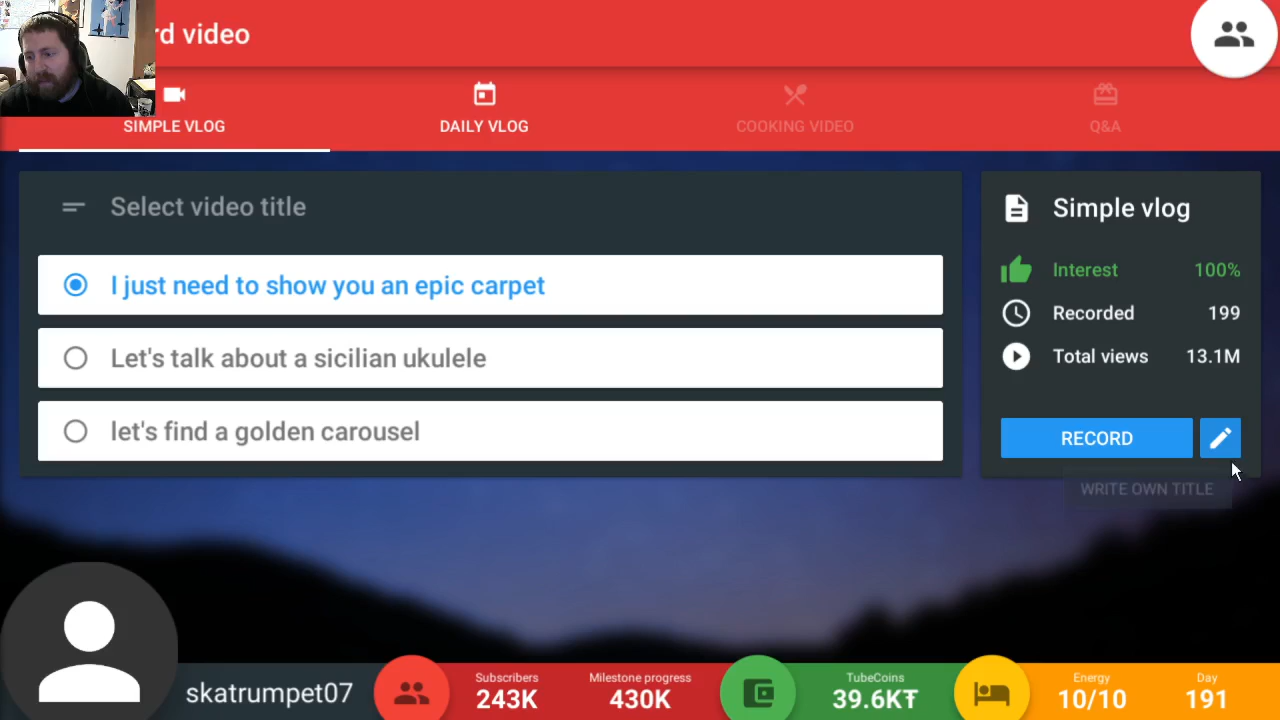 rd video
SIMPLE VLOG
DAILY VLOG
COOKING VIDEO
Q&A
Select video title
I just need to show you an epic carpet
Let's talk about a sicilian ukulele
let's find a golden carousel
Simple vlog
Interest 100%
Recorded 199
Total views 13.1M
RECORD
WRITE OWN TITLE
skatrumpet07
Subscribers
243K
Milestone progress
430K
TubeCoins
39.6KŦ
Energy
10/10
Day
191